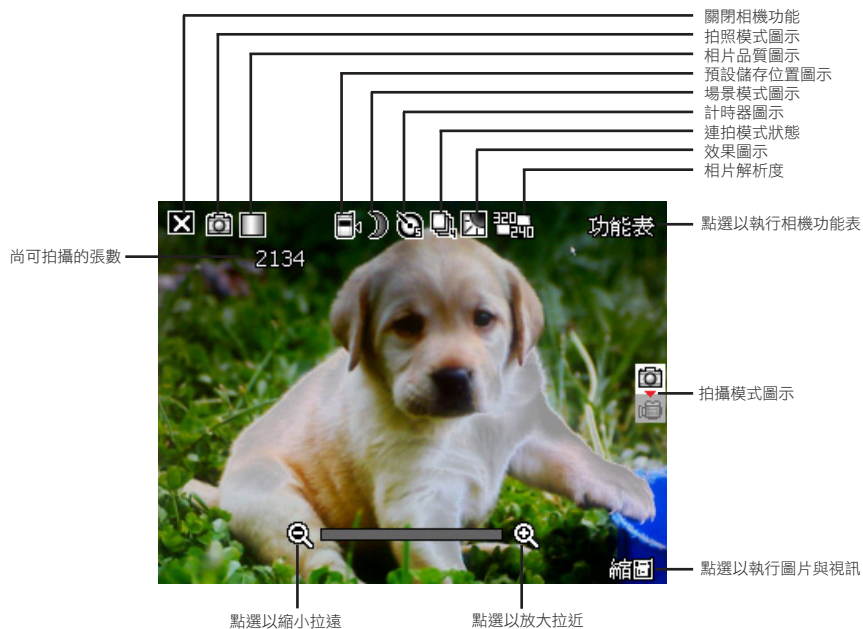 關閉相機功能
拍照模式圖示
相片品質圖示
預設儲存位置圖示
場景模式圖示
計時器圖示
連拍模式狀態
效果圖示
相片解析度
320
240
功能表
點選以執行相機功能表
尚可拍攝的張數
2134
拍攝模式圖示
縮圖
點選以執行圖片與視訊
點選以縮小拉遠
點選以放大拉近